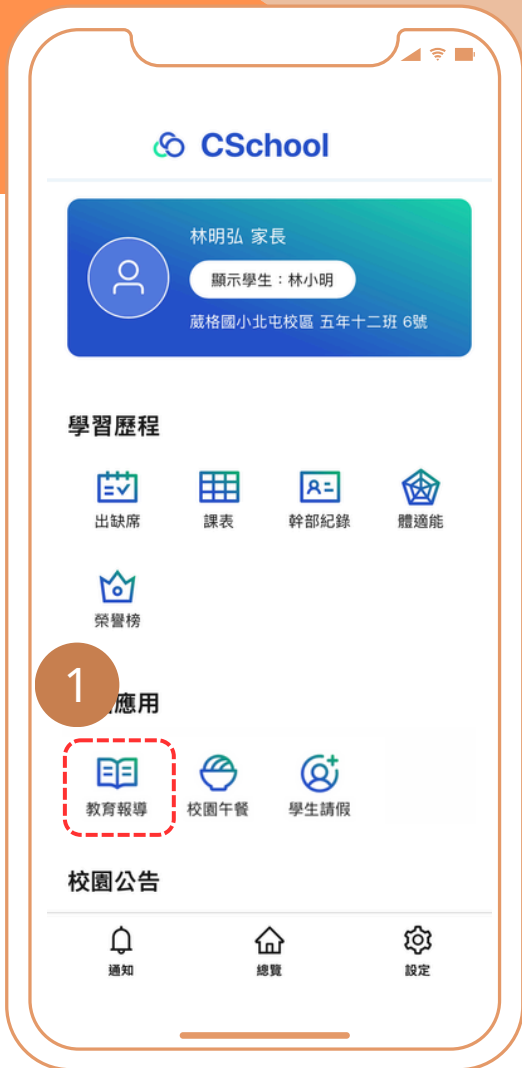 CSchool
林明弘 家長
顯示學生：林小明
葳格國小北屯校區 五年十二班 6號
學習歷程
出缺席 課表 幹部紀錄 體適能
榮譽榜
1
應用
教育報導 校園午餐 學生請假
校園公告
通知 總覽 設定